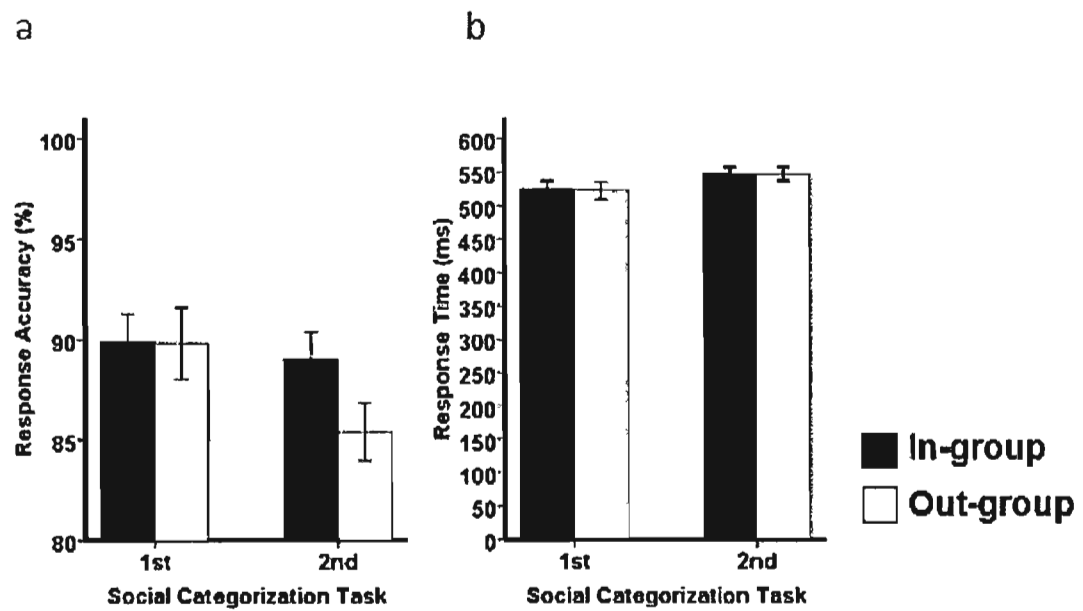 a
b
100
95
90
85
80
Response Accuracy (%)
1st
2nd
Social Categorization Task
600
550
500
450
400
350
300
250
200
150
100
50
0
Response Time (ms)
1st
2nd
Social Categorization Task
In-group
Out-group